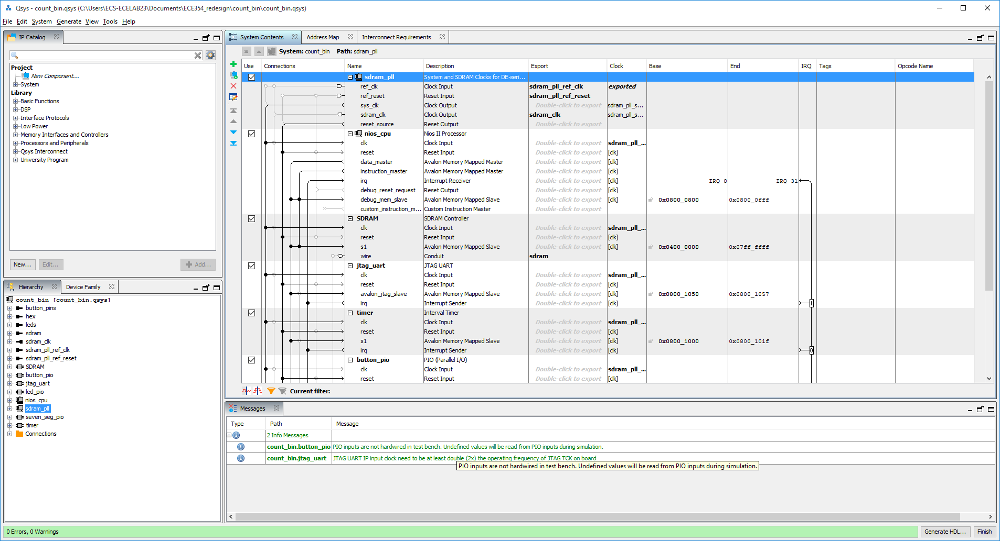 Qsys - count_bin.qsys (C:\Users\ECS-ECELAB23\Documents\ECE354_redesign\count_bin\count_bin.qsys)
File Edit System Generate View Tools Help
IP Catalog
Project
New Component...
System
Library
Basic Functions
DSP
Interface Protocols
Low Power
Memory Interfaces and Controllers
Processors and Peripherals
Qsys Interconnect
University Program
New... Edit... Add...
Hierarchy Device Family
count_bin [count_bin.qsys]
button_pins
hex
leds
sdram
sdram_clk
sdram_pll_ref_clk
sdram_pll_ref_reset
SDRAM
button_pio
jtag_uart
led_pio
nios_cpu
sdram_pll
seven_seg_pio
timer
Connections
System Contents Address Map Interconnect Requirements
System: count_bin Path: sdram_pll
Use Connections Name Description Export Clock Base End IRQ Tags Opcode Name
sdram_pll System and SDRAM Clocks for DE-seri...
ref_clk Clock Input sdram_pll_ref_clk exported
ref_reset Reset Input sdram_pll_ref_reset
sys_clk Clock Output Double-click to export sdram_pll_s...
sdram_clk Clock Output sdram_clk sdram_pll_s...
reset_source Reset Output Double-click to export
nios_cpu Nios II Processor
clk Clock Input Double-click to export sdram_pll_...
reset Reset Input Double-click to export [clk]
data_master Avalon Memory Mapped Master Double-click to export [clk]
instruction_master Avalon Memory Mapped Master Double-click to export [clk]
irq Interrupt Receiver Double-click to export [clk] IRQ 0 IRQ 31
debug_reset_request Reset Output Double-click to export [clk]
debug_mem_slave Avalon Memory Mapped Slave Double-click to export [clk] 0x0800_0800 0x0800_0fff
custom_instruction_m... Custom Instruction Master Double-click to export
SDRAM SDRAM Controller
clk Clock Input Double-click to export sdram_pll_...
reset Reset Input Double-click to export [clk]
s1 Avalon Memory Mapped Slave Double-click to export [clk] 0x0400_0000 0x07ff_ffff
wire Conduit sdram
jtag_uart JTAG UART
clk Clock Input Double-click to export sdram_pll_...
reset Reset Input Double-click to export [clk]
avalon_jtag_slave Avalon Memory Mapped Slave Double-click to export [clk] 0x0800_1050 0x0800_1057
irq Interrupt Sender Double-click to export [clk] 1
timer Interval Timer
clk Clock Input Double-click to export sdram_pll_...
reset Reset Input Double-click to export [clk]
s1 Avalon Memory Mapped Slave Double-click to export [clk] 0x0800_1000 0x0800_101f
irq Interrupt Sender Double-click to export [clk] 0
button_pio PIO (Parallel I/O)
clk Clock Input Double-click to export sdram_pll_...
reset Reset Input Double-click to export [clk]
Current filter:
Messages
Type Path Message
2 Info Messages
count_bin.button_pio PIO inputs are not hardwired in test bench. Undefined values will be read from PIO inputs during simulation.
count_bin.jtag_uart JTAG UART IP input clock need to be at least double (2x) the operating frequency of JTAG TCK on board
PIO inputs are not hardwired in test bench. Undefined values will be read from PIO inputs during simulation.
0 Errors, 0 Warnings
Generate HDL... Finish